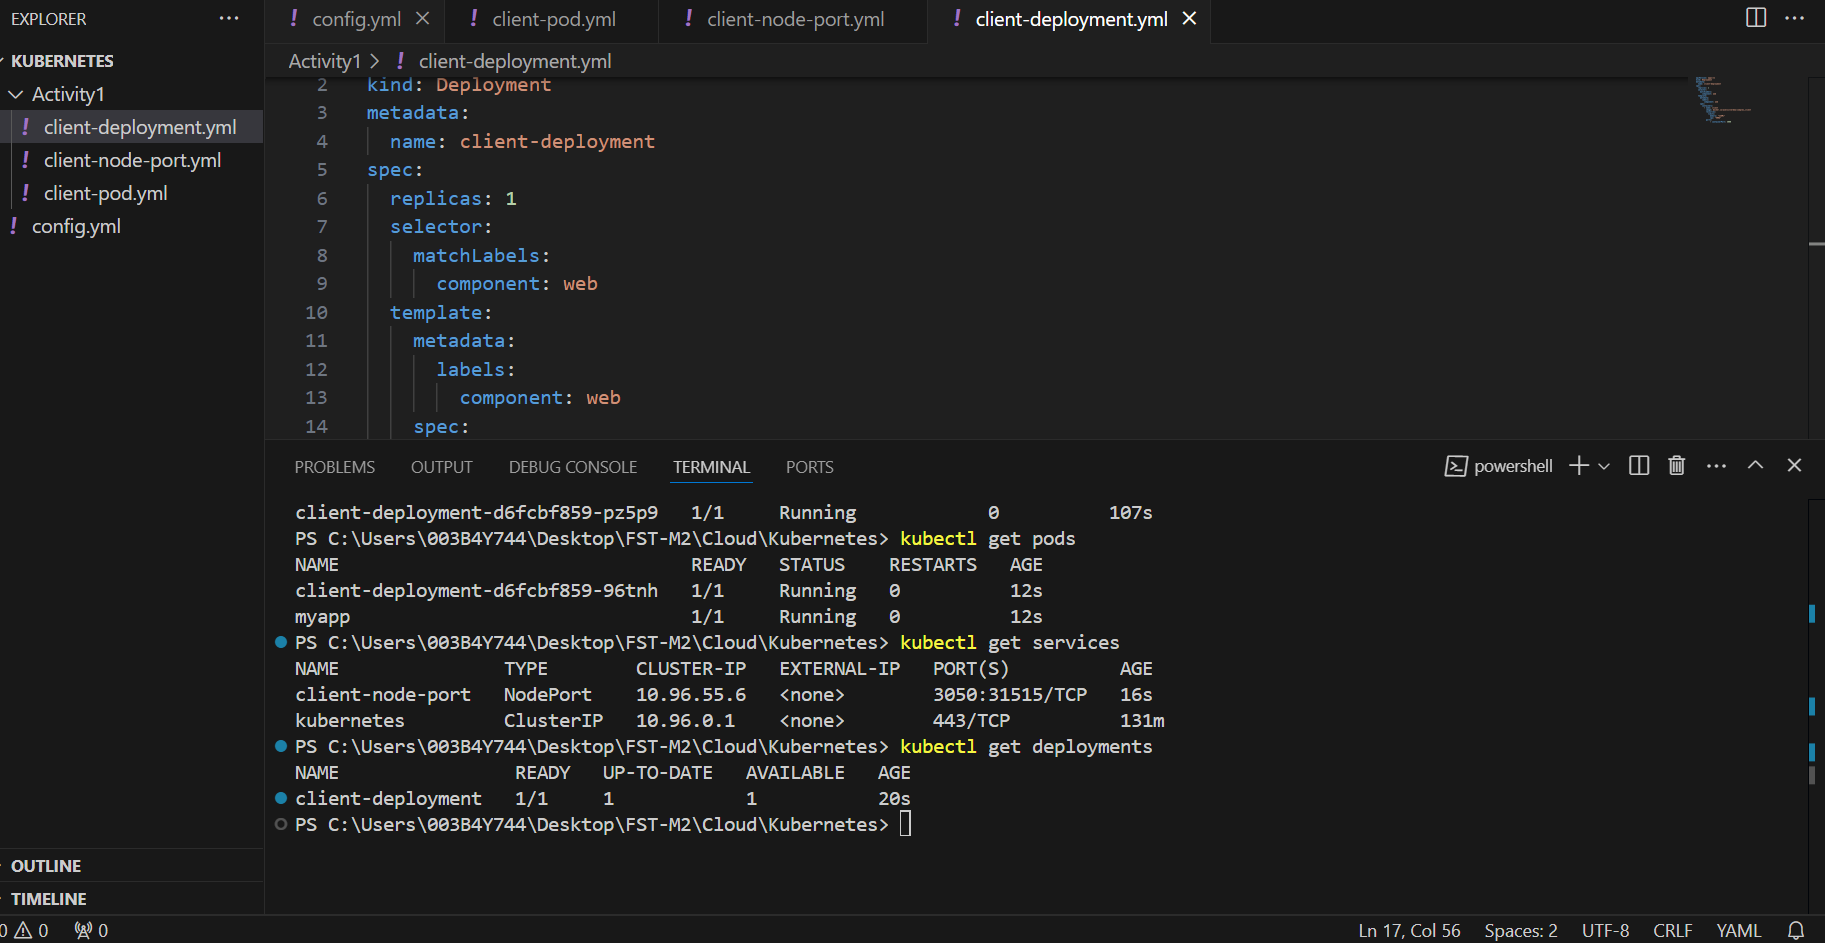 EXPLORER ···
KUBERNETES
Activity1
! client-deployment.yml
! client-node-port.yml
! client-pod.yml
! config.yml
OUTLINE
TIMELINE
! config.yml
! client-pod.yml
! client-node-port.yml
! client-deployment.yml
Activity1 > ! client-deployment.yml
2 kind: Deployment
3 metadata:
4 name: client-deployment
5 spec:
6 replicas: 1
7 selector:
8 matchLabels:
9 component: web
10 template:
11 metadata:
12 labels:
13 component: web
14 spec:
PROBLEMS OUTPUT DEBUG CONSOLE TERMINAL PORTS powershell
client-deployment-d6fcbf859-pz5p9 1/1 Running 0 107s
PS C:\Users\003B4Y744\Desktop\FST-M2\Cloud\Kubernetes> kubectl get pods
NAME READY STATUS RESTARTS AGE
client-deployment-d6fcbf859-96tnh 1/1 Running 0 12s
myapp 1/1 Running 0 12s
PS C:\Users\003B4Y744\Desktop\FST-M2\Cloud\Kubernetes> kubectl get services
NAME TYPE CLUSTER-IP EXTERNAL-IP PORT(S) AGE
client-node-port NodePort 10.96.55.6 <none> 3050:31515/TCP 16s
kubernetes ClusterIP 10.96.0.1 <none> 443/TCP 131m
PS C:\Users\003B4Y744\Desktop\FST-M2\Cloud\Kubernetes> kubectl get deployments
NAME READY UP-TO-DATE AVAILABLE AGE
client-deployment 1/1 1 1 20s
PS C:\Users\003B4Y744\Desktop\FST-M2\Cloud\Kubernetes>
0 0 0 Ln 17, Col 56 Spaces: 2 UTF-8 CRLF YAML